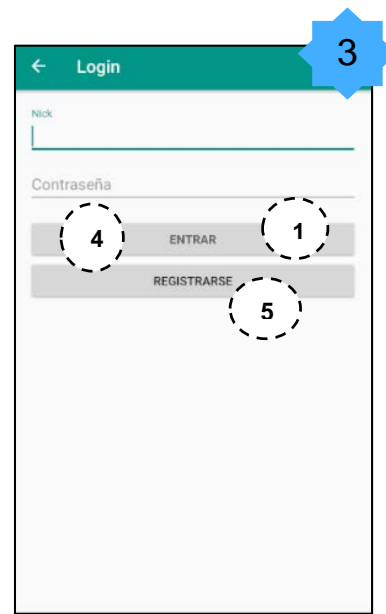 3
← Login
Nick
Contraseña
4 ENTRAR 1
REGISTRARSE
5